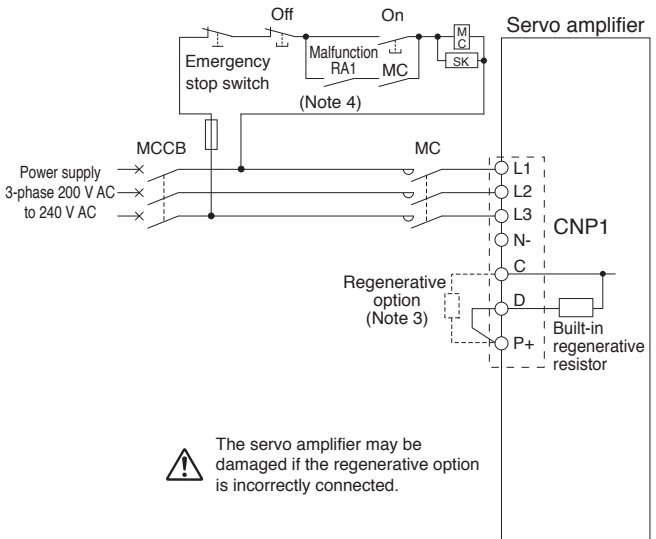 Off
On
Servo amplifier
M
C
SK
Emergency
stop switch
Malfunction
RA1
MC
(Note 4)
MCCB
MC
Power supply
3-phase 200 V AC
to 240 V AC
L1
L2
L3
N-
CNP1
C
D
P+
Regenerative
option
(Note 3)
Built-in
regenerative
resistor
The servo amplifier may be
damaged if the regenerative option
is incorrectly connected.